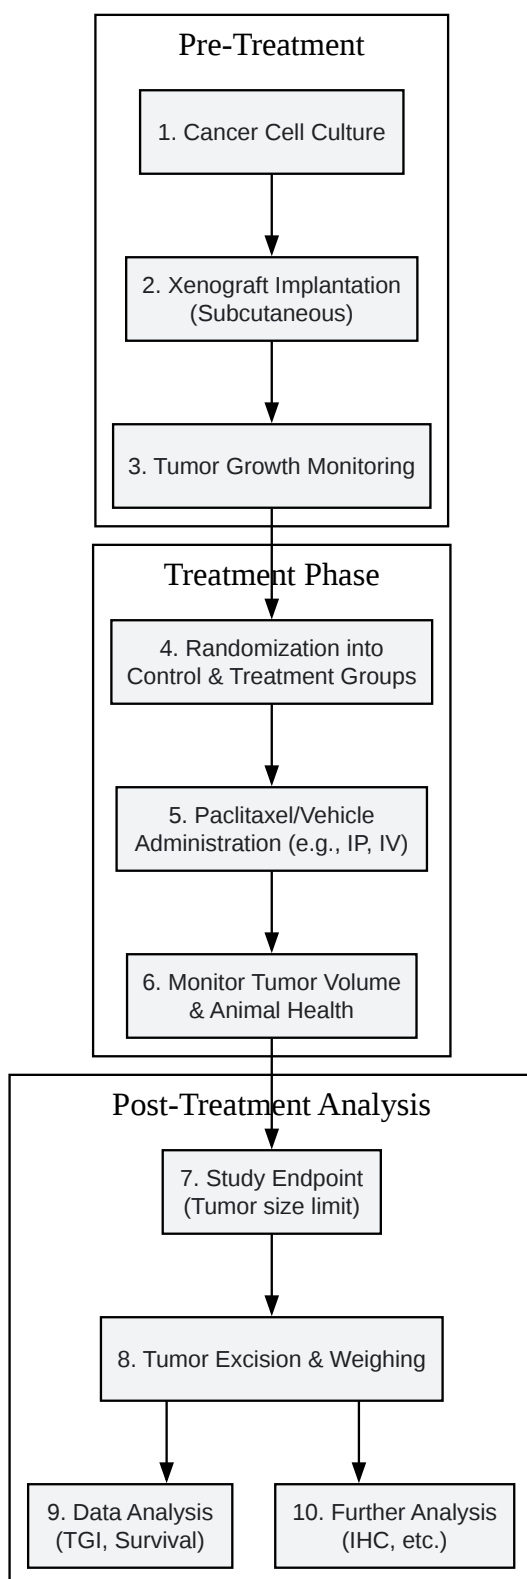 Pre-Treatment
1. Cancer Cell Culture
2. Xenograft Implantation
(Subcutaneous)
3. Tumor Growth Monitoring
Treatment Phase
4. Randomization into
Control & Treatment Groups
5. Paclitaxel/Vehicle
Administration (e.g., IP, IV)
6. Monitor Tumor Volume
& Animal Health
Post-Treatment Analysis
7. Study Endpoint
(Tumor size limit)
8. Tumor Excision & Weighing
9. Data Analysis
(TGI, Survival)
10. Further Analysis
(IHC, etc.)